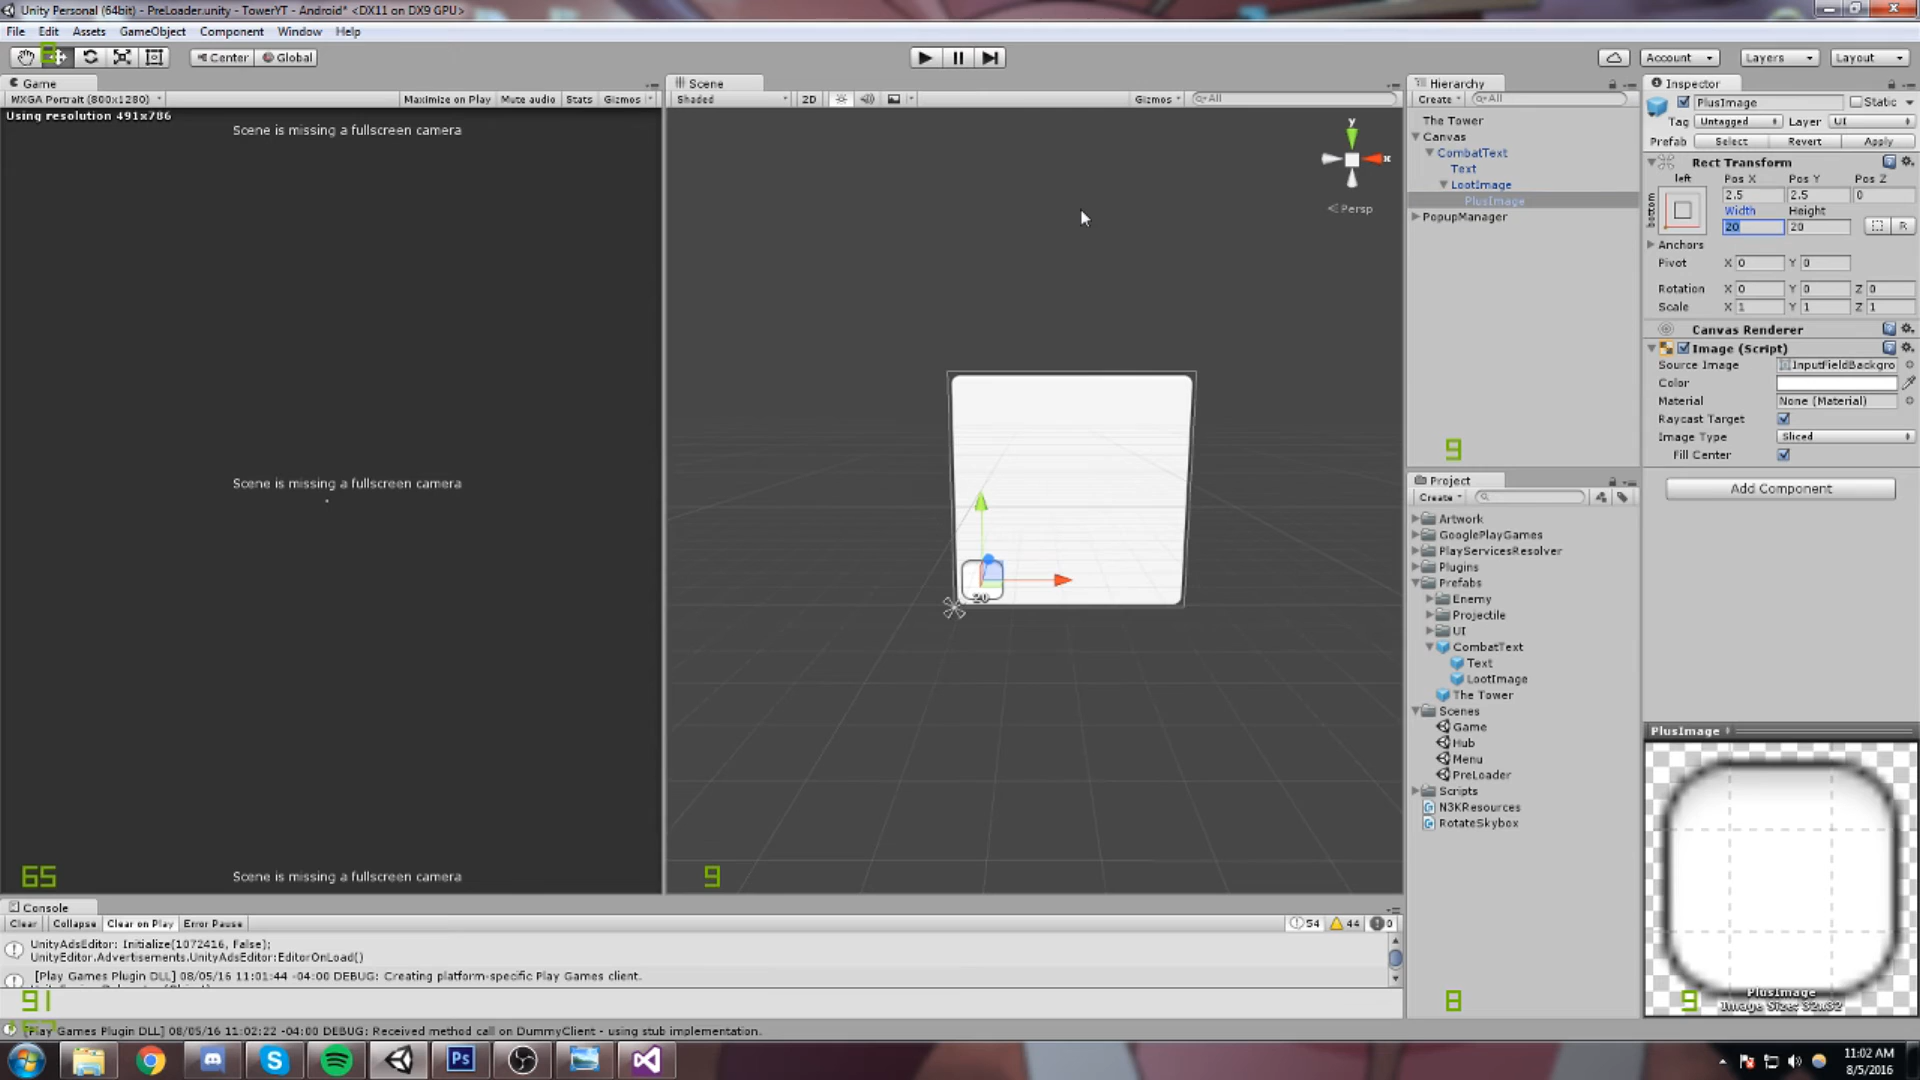 Unity Personal (64bit) - PreLoader.unity - TowerYT - Android* <DX11 on DX9 GPU>
File Edit Assets GameObject Component Window Help
Center Global
Account Layers Layout
Game
WXGA Portrait (800x1280) Maximize on Play Mute audio Stats Gizmos
Using resolution 491x786
Scene is missing a fullscreen camera
Scene is missing a fullscreen camera
Scene is missing a fullscreen camera
65
Scene
Shaded 2D Gizmos All
y
x
Persp
20
9
Hierarchy
Create All
The Tower
Canvas
CombatText
Text
LootImage
PlusImage
PopupManager
9
Project
Create
Artwork
GooglePlayGames
PlayServicesResolver
Plugins
Prefabs
Enemy
Projectile
UI
CombatText
Text
LootImage
The Tower
Scenes
Game
Hub
Menu
PreLoader
Scripts
N3KResources
RotateSkybox
8
Inspector
PlusImage Static
Tag Untagged Layer UI
Prefab Select Revert Apply
Rect Transform
left Pos X Pos Y Pos Z
bottom 2.5 2.5 0
Width Height
20 20 R
Anchors
Pivot X 0 Y 0
Rotation X 0 Y 0 Z 0
Scale X 1 Y 1 Z 1
Canvas Renderer
Image (Script)
Source Image InputFieldBackgro
Color
Material None (Material)
Raycast Target
Image Type Sliced
Fill Center
Add Component
PlusImage
PlusImage
Image Size: 32x32
9
Console
Clear Collapse Clear on Play Error Pause 54 44 0
UnityAdsEditor: Initialize(1072416, False);
UnityEditor.Advertisements.UnityAdsEditor:EditorOnLoad()
[Play Games Plugin DLL] 08/05/16 11:01:44 -04:00 DEBUG: Creating platform-specific Play Games client.
91
[Play Games Plugin DLL] 08/05/16 11:02:22 -04:00 DEBUG: Received method call on DummyClient - using stub implementation.
Ps
11:02 AM
8/5/2016